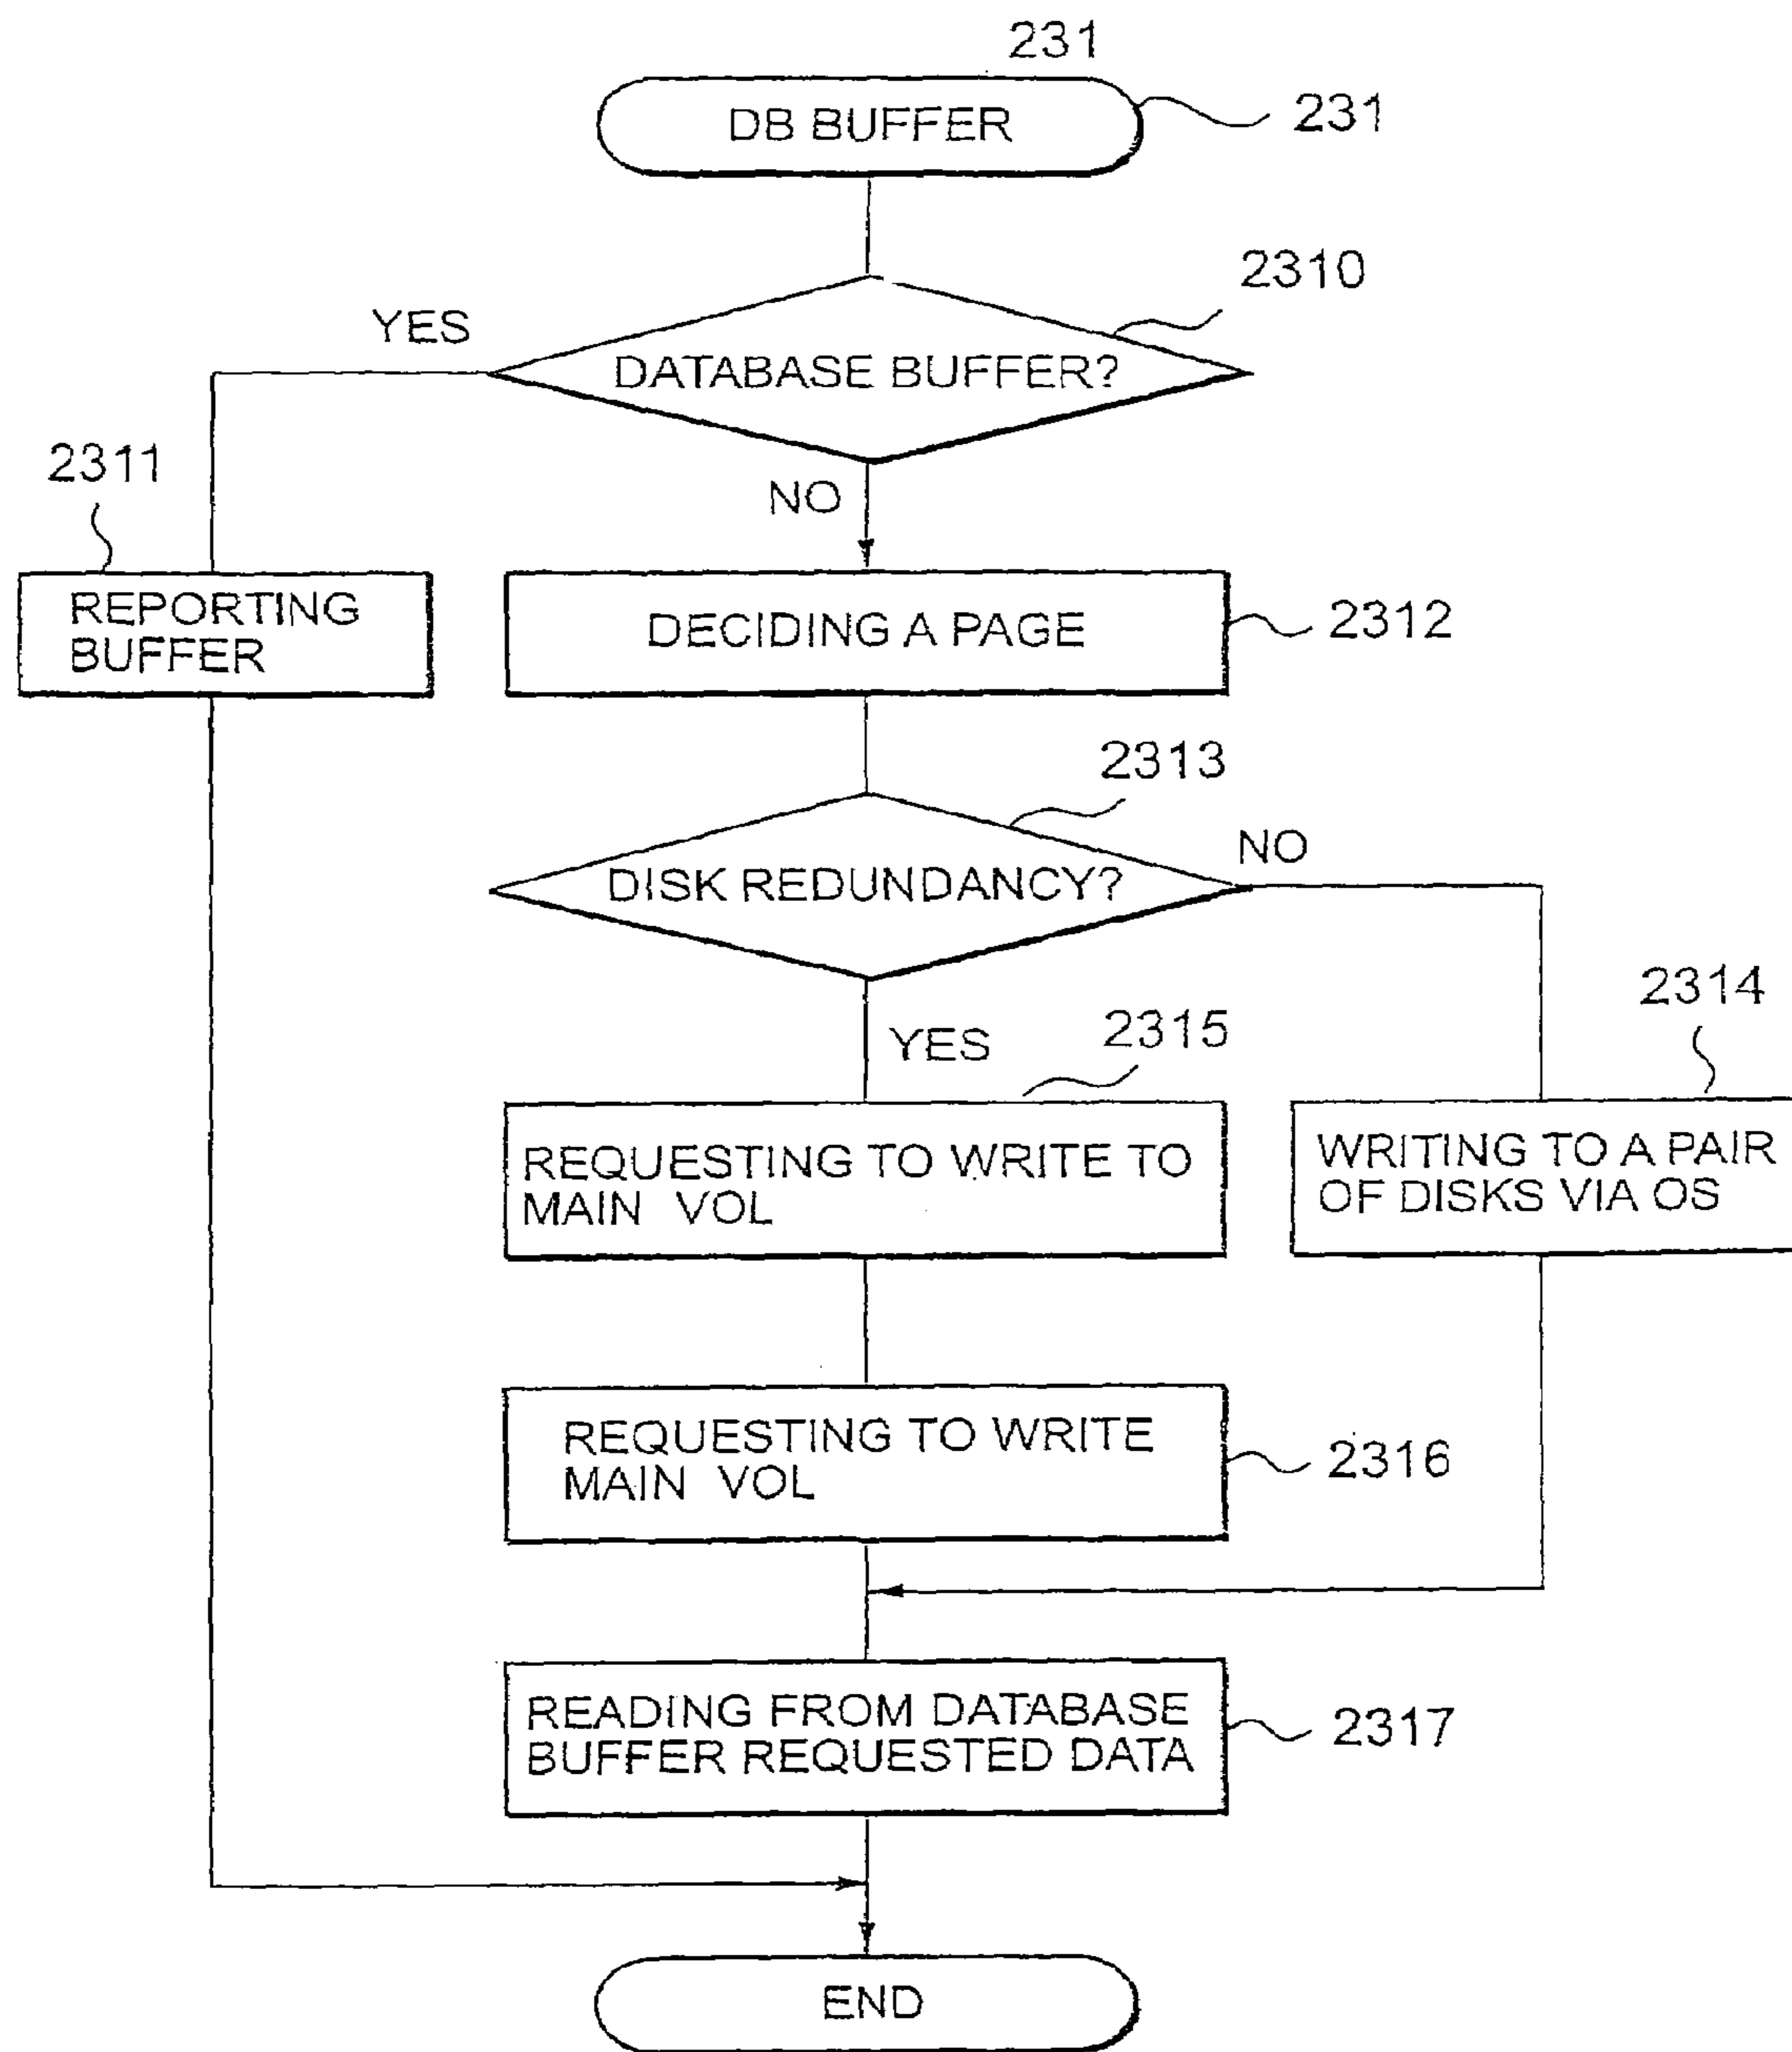 231
DB BUFFER
231
2310
YES
DATABASE BUFFER?
2311
NO
REPORTING
BUFFER
DECIDING A PAGE
2312
2313
NO
DISK REDUNDANCY?
2314
YES
2315
REQUESTING TO WRITE TO
MAIN VOL
WRITING TO A PAIR
OF DISKS VIA OS
REQUESTING TO WRITE
MAIN VOL
2316
READING FROM DATABASE
BUFFER REQUESTED DATA
2317
END